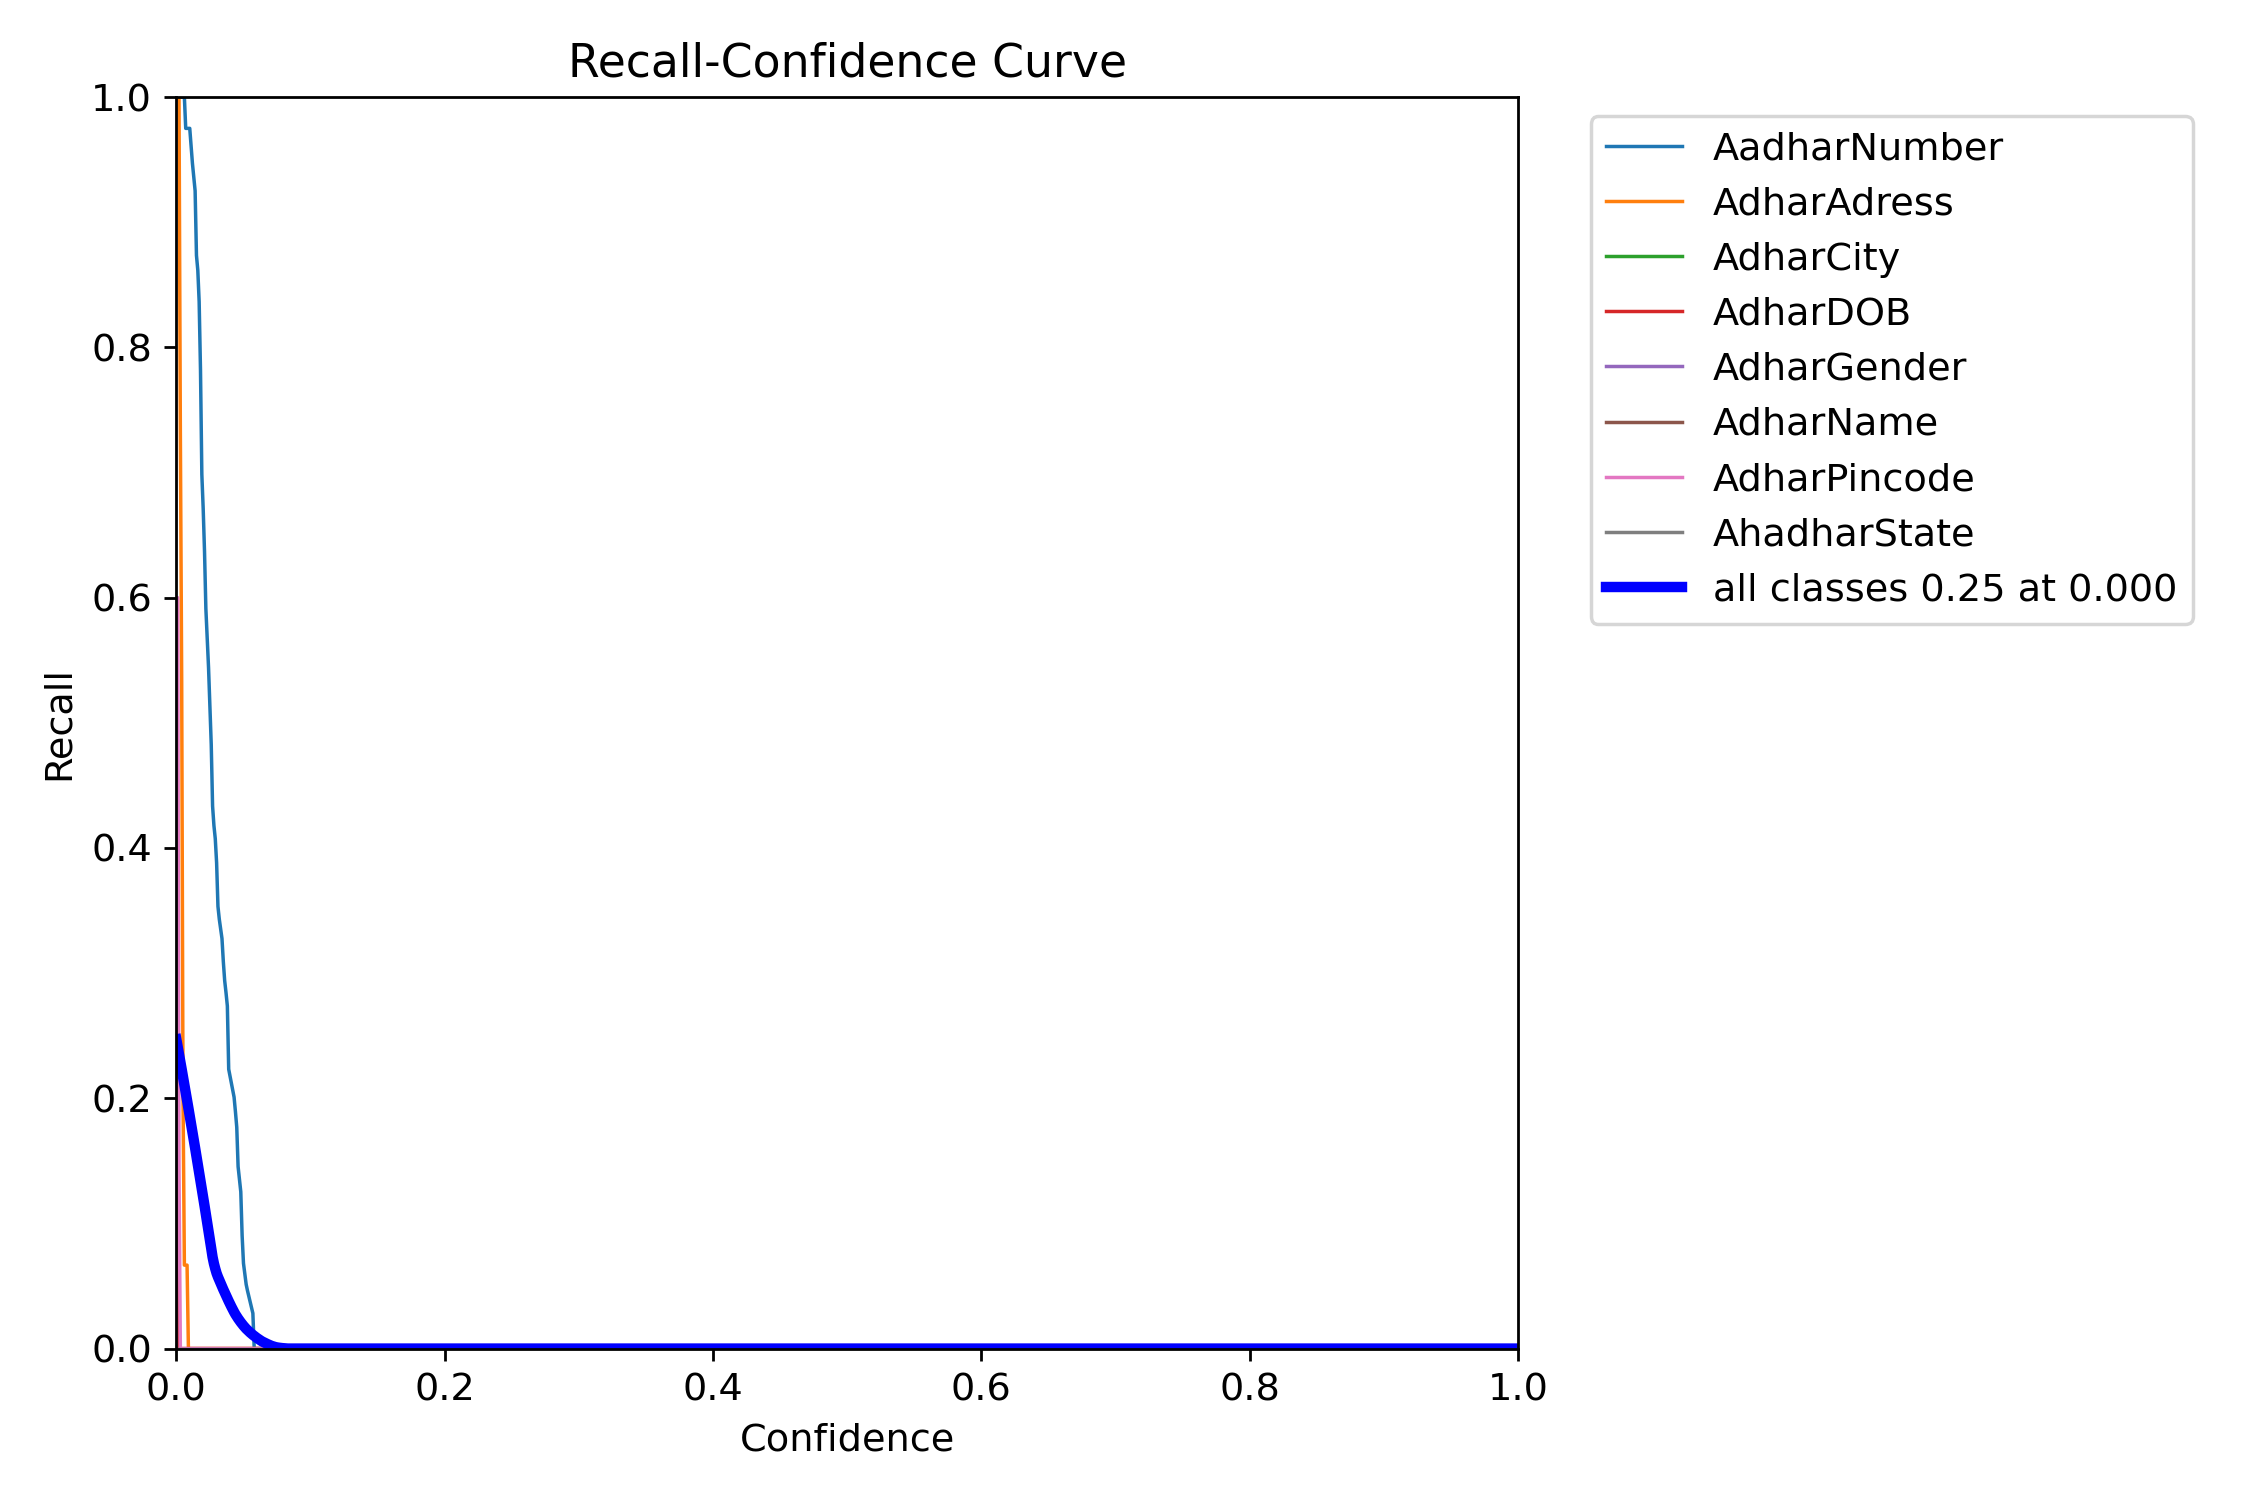 Recall-Confidence Curve
1.0
0.8
0.6
0.4
0.2
0.0
Recall
0.0 0.2 0.4 0.6 0.8 1.0
Confidence
AadharNumber
AdharAdress
AdharCity
AdharDOB
AdharGender
AdharName
AdharPincode
AhadharState
all classes 0.25 at 0.000